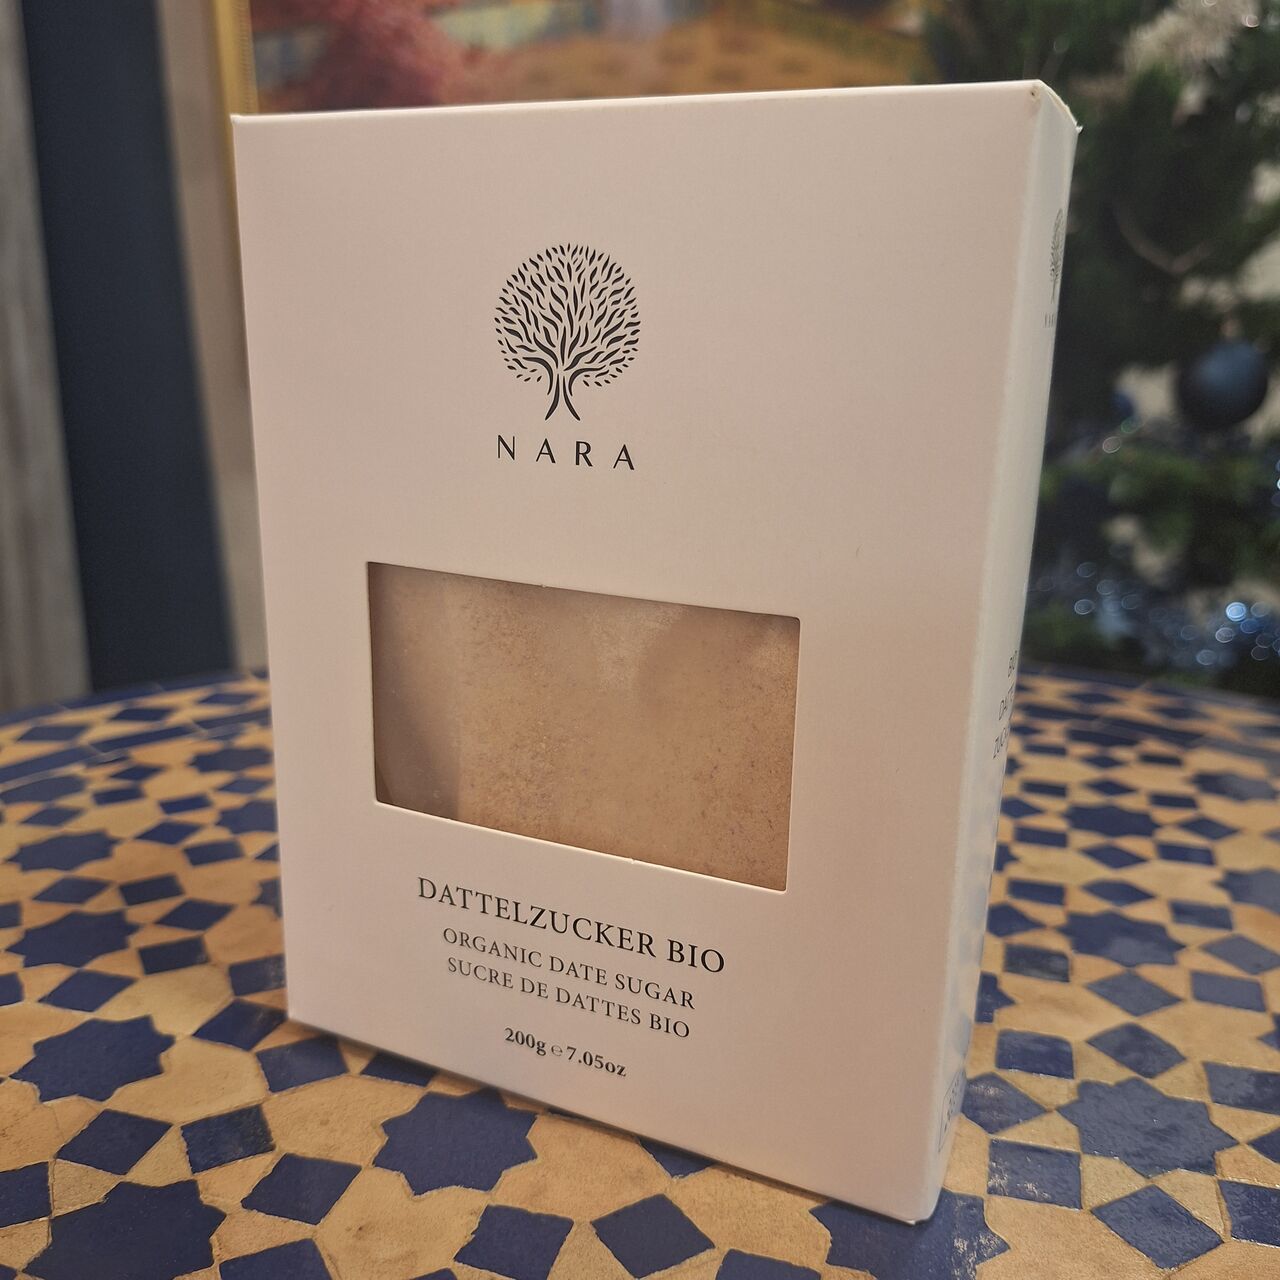 NARA
DATTELZUCKER BIO
ORGANIC DATE SUGAR
SUCRE DE DATTES BIO
200g ℮ 7.05oz